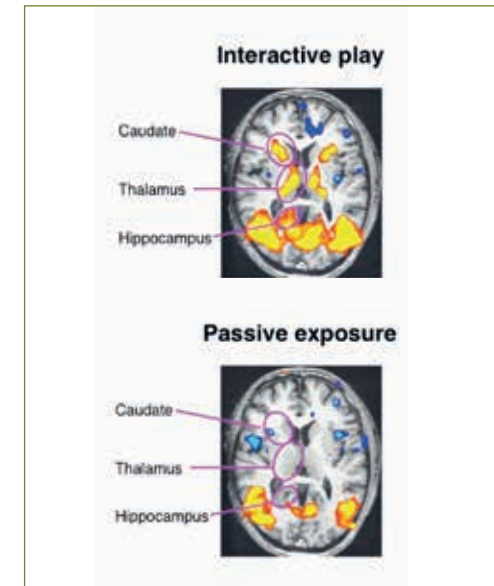 Interactive play
Caudate
Thalamus
Hippocampus
Passive exposure
Caudate
Thalamus
Hippocampus